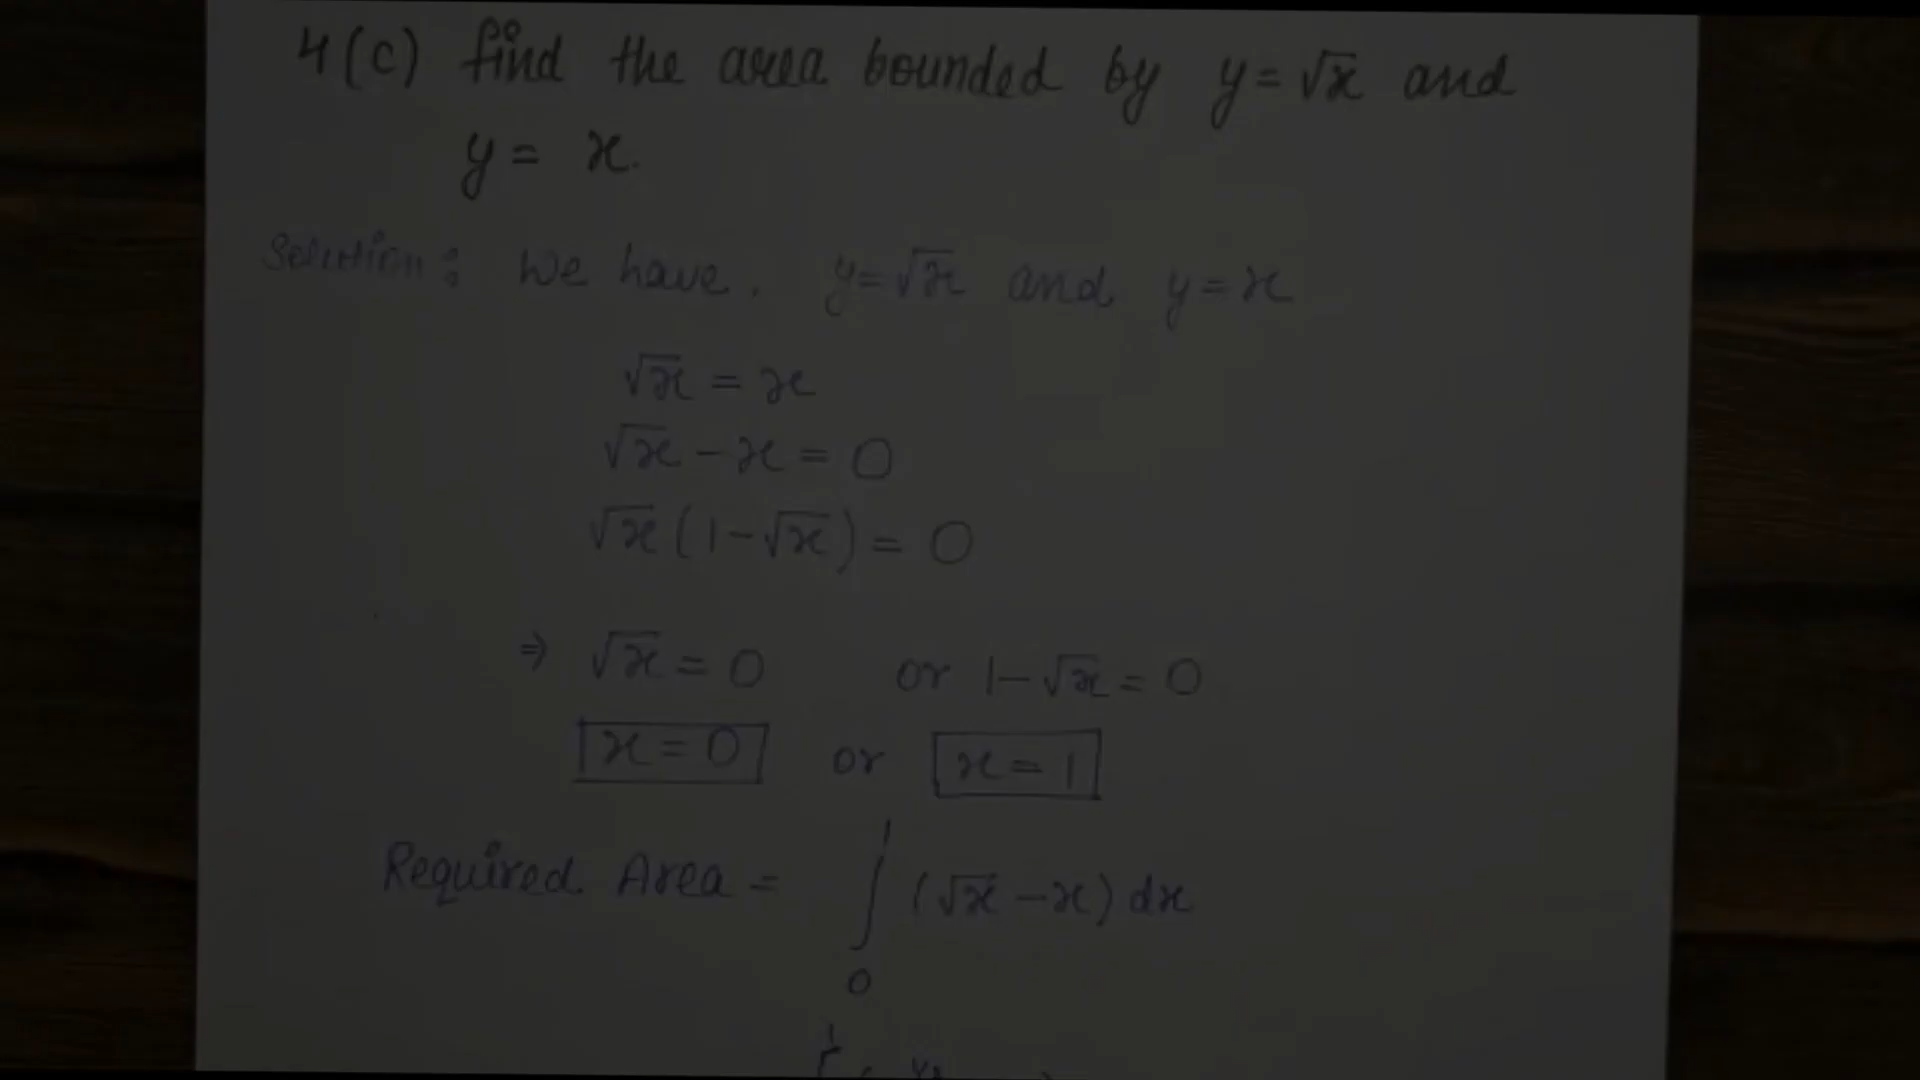 4(c) find the area bounded by y=√x and
y = x.
Solution: We have. y=√x and y=x
√x = x
√x - x = 0
√x (1-√x) = 0
⇒ √x = 0 or 1-√x = 0
x = 0 or x = 1
Required Area = ∫₀¹ (√x - x) dx